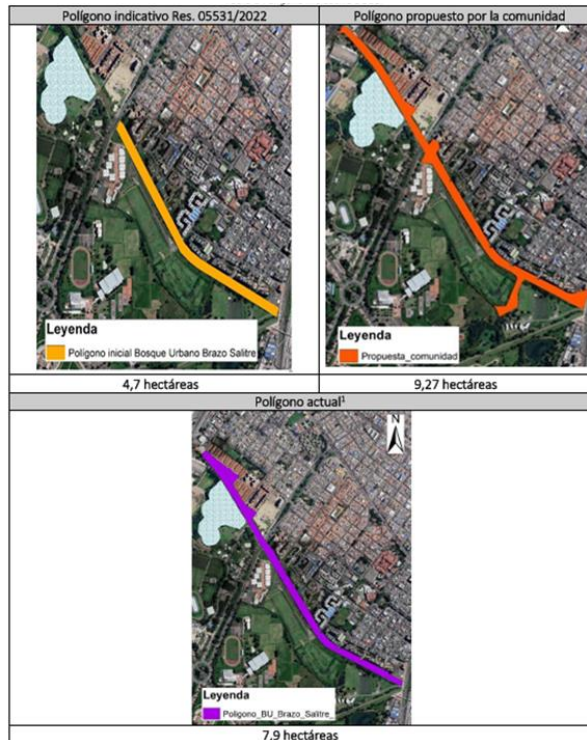 Polígono indicativo Res. 05531/2022
Polígono propuesto por la comunidad
Leyenda
Polígono inicial Bosque Urbano Brazo Salitre
Leyenda
Propuesta_comunidad
4,7 hectáreas
9,27 hectáreas
Polígono actual¹
N
Leyenda
Poligono_BU_Brazo_Salitre_
7,9 hectáreas